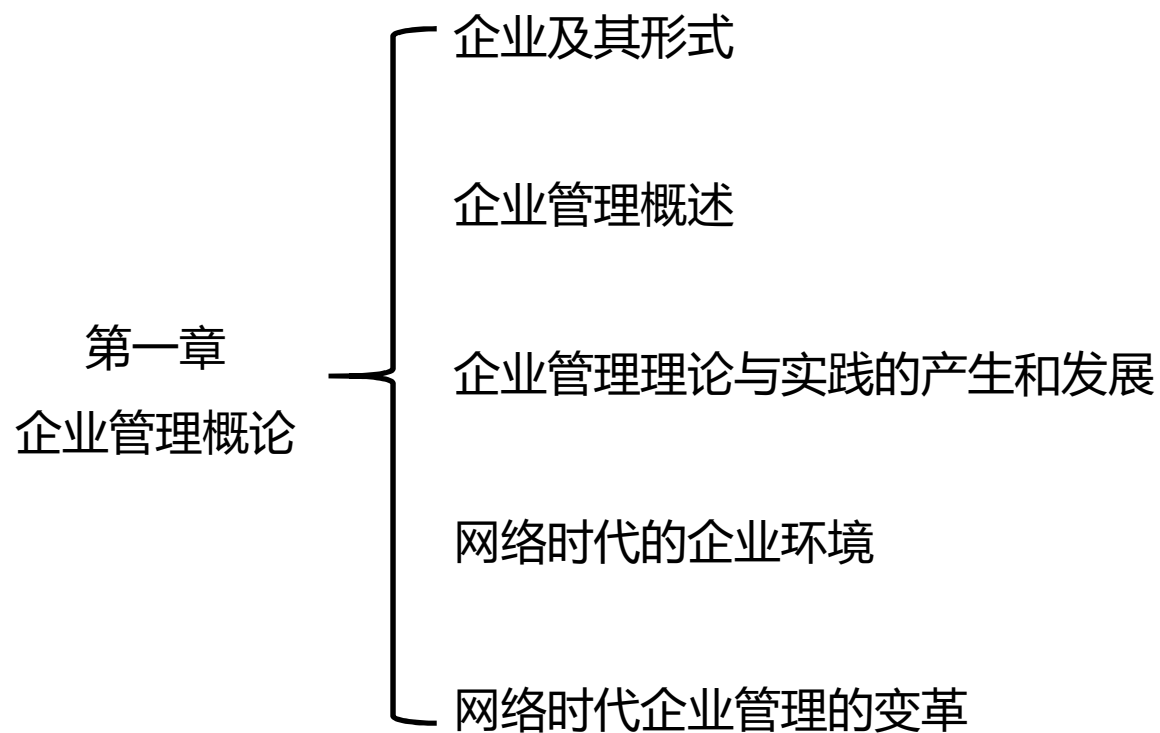 第一章
企业管理概论
企业及其形式
企业管理概述
企业管理理论与实践的产生和发展
网络时代的企业环境
网络时代企业管理的变革